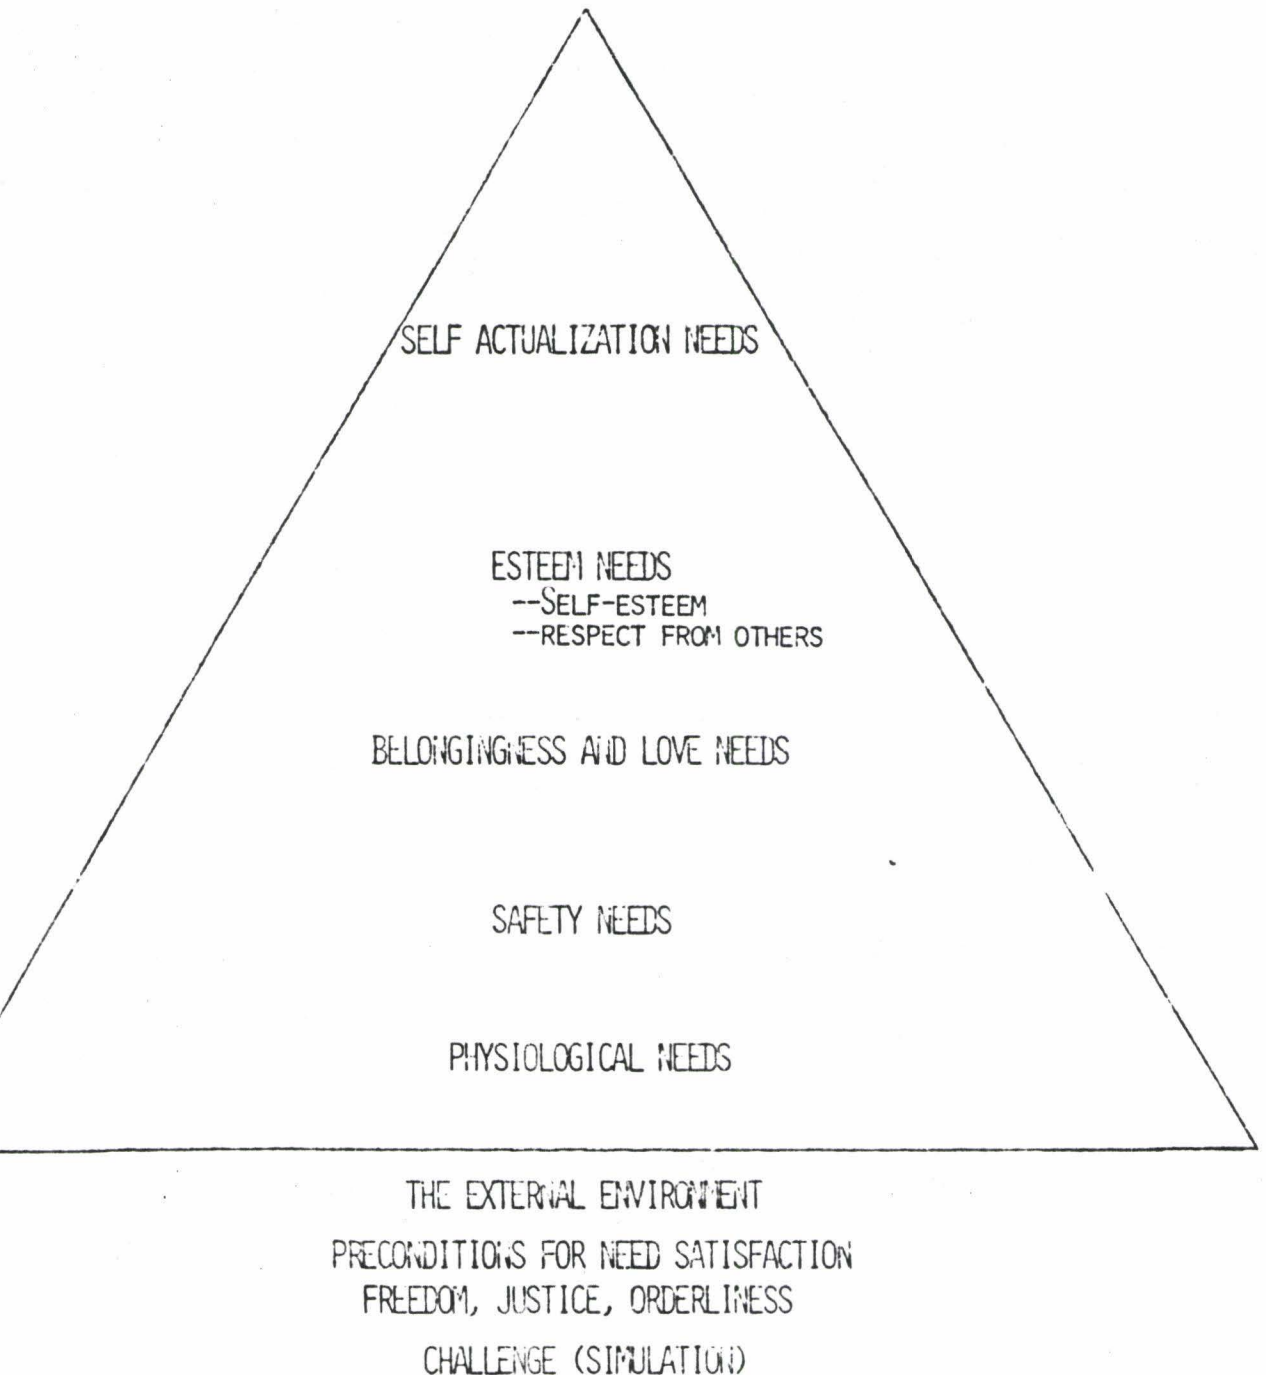 SELF ACTUALIZATION NEEDS
ESTEEM NEEDS
--SELF-ESTEEM
--RESPECT FROM OTHERS
BELONGINGNESS AND LOVE NEEDS
SAFETY NEEDS
PHYSIOLOGICAL NEEDS
THE EXTERNAL ENVIRONMENT
PRECONDITIONS FOR NEED SATISFACTION
FREEDOM, JUSTICE, ORDERLINESS
CHALLENGE (SIMULATION)